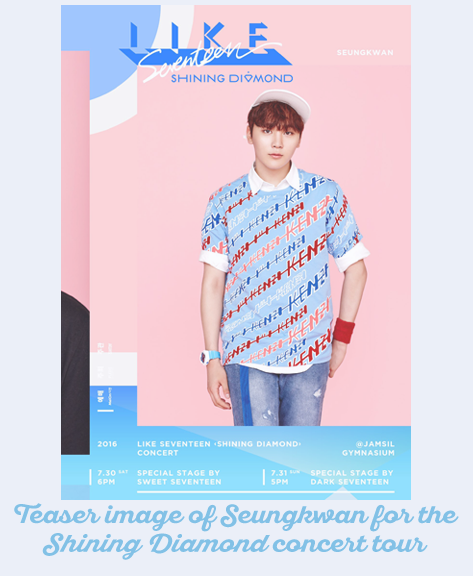 LIKE
Seventeen
SHINING DIAMOND
SEUNGKWAN
KENZO
2016
LIKE SEVENTEEN <SHINING DIAMOND>
CONCERT
@JAMSIL
GYMNASIUM
7.30 SAT
6PM
SPECIAL STAGE BY
SWEET SEVENTEEN
7.31 SUN
5PM
SPECIAL STAGE BY
DARK SEVENTEEN
Teaser image of Seungkwan for the
Shining Diamond concert tour